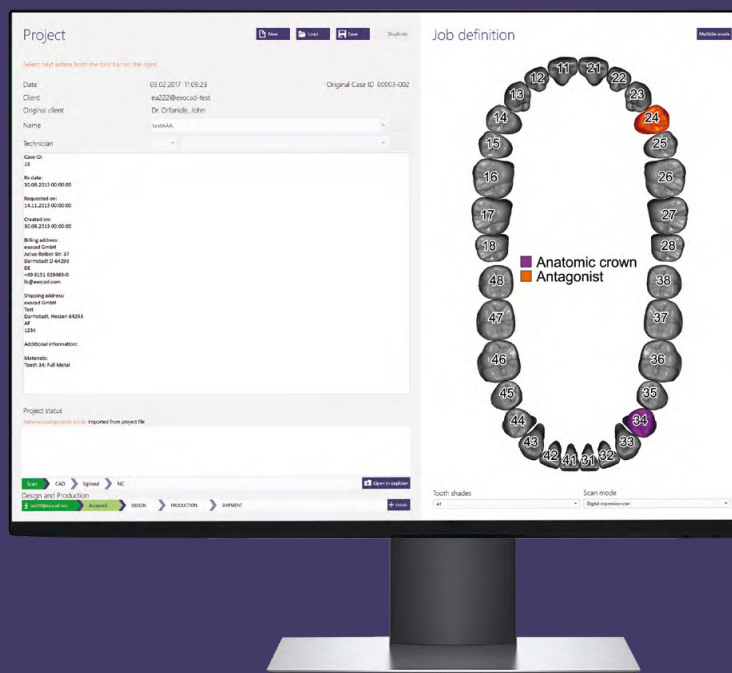 Project
New
Load
Save
Duplicate
Select next action from the tool bar on the right.
Date 03.02.2017 11:09:23 Original Case ID 00003-002
Client ea222@exocad-test
Original client Dr. Orfanidis, John
Name testAAA,
Technician
Case ID:
16
Rx date:
30.08.2013 00:00:00
Requested on:
14.11.2013 00:00:00
Created on:
30.08.2013 00:00:00
Billing address:
exocad GmbH
Julius-Reiber-Str. 37
Darmstadt D-64293
DE
+49 6151 629489-0
exocad GmbH
Test
Darmstadt, Hessen 64293
AF
1234
Additional information:
Materials:
Tooth 34: Full Metal
Project status
Imported from project file
Scan CAD Upload NC
Open in explorer
Design and Production
Accepted DESIGN PRODUCTION SHIPMENT
Details
Job definition
Multidie mode
11 21
12 22
13 23
14 24
15 25
16 26
17 27
18 28
Anatomic crown
Antagonist
48 38
47 37
46 36
45 35
44 34
43 33
42 41 31 32
Tooth shades Scan mode
A1 Digital impression scan